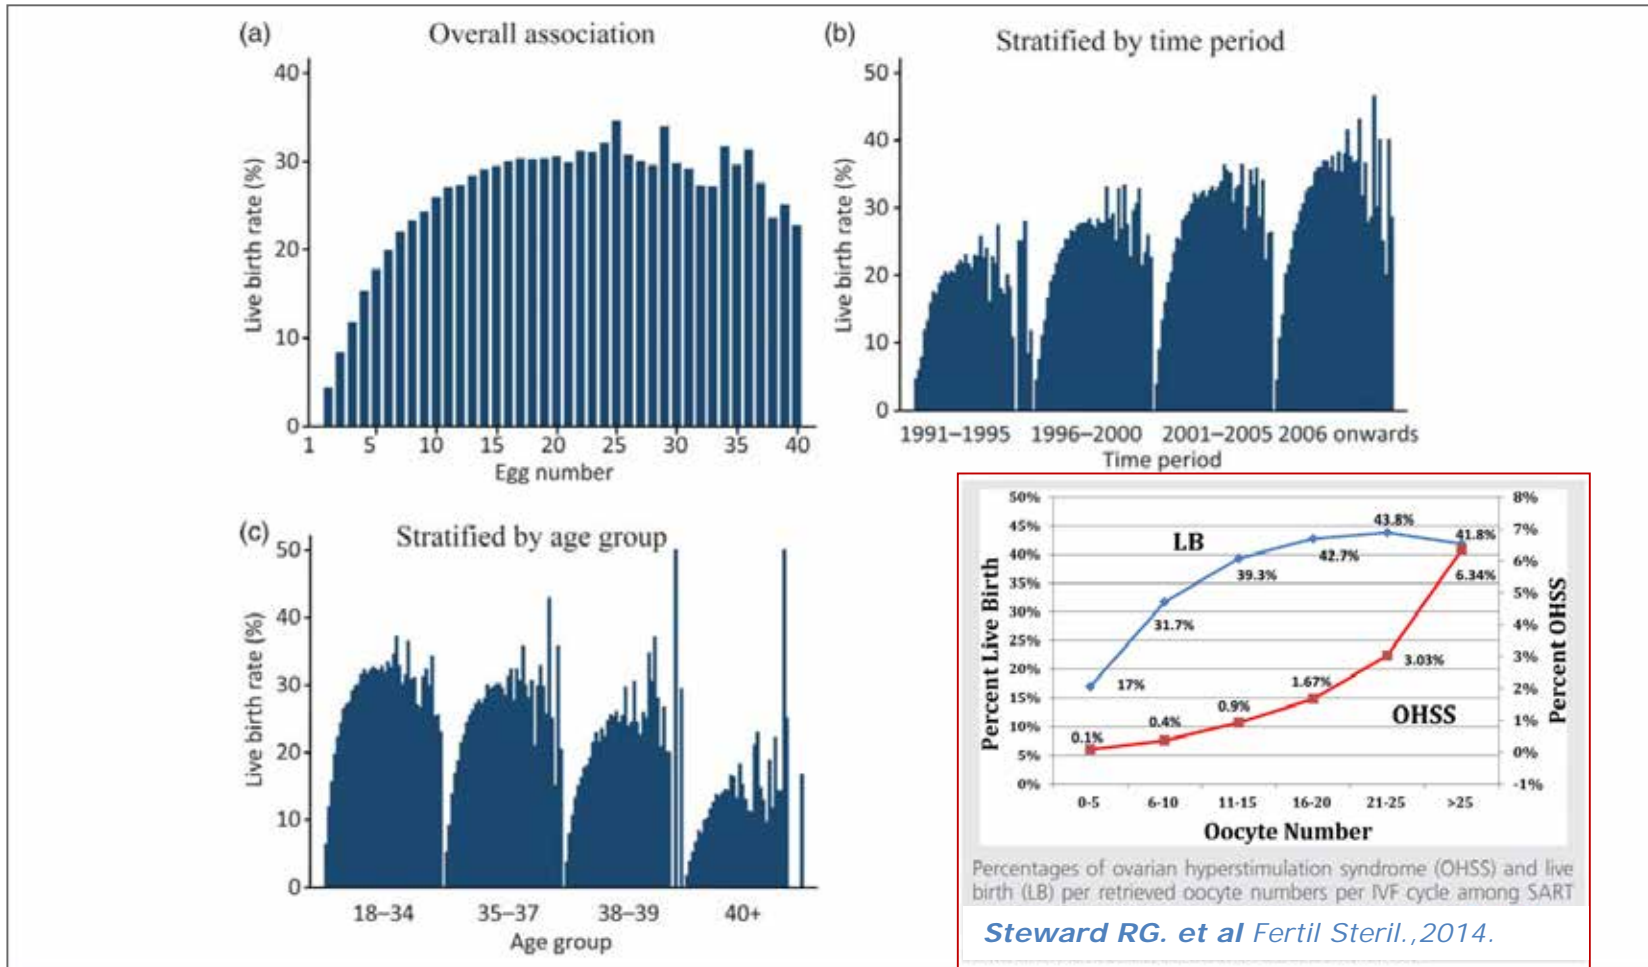 (a) Overall association
40
30
20
10
0
Live birth rate (%)
1 5 10 15 20 25 30 35 40
Egg number
(b) Stratified by time period
50
40
30
20
10
0
Live birth rate (%)
1991–1995 1996–2000 2001–2005 2006 onwards
Time period
(c) Stratified by age group
50
40
30
20
10
0
Live birth rate (%)
18–34 35–37 38–39 40+
Age group
50%
45%
40%
35%
30%
25%
20%
15%
10%
5%
0%
Percent Live Birth
LB
17%
31.7%
39.3%
42.7%
43.8%
41.8%
OHSS
0.1%
0.4%
0.9%
1.67%
3.03%
6.34%
8%
7%
6%
5%
4%
3%
2%
1%
0%
-1%
Percent OHSS
0-5 6-10 11-15 16-20 21-25 >25
Oocyte Number
Percentages of ovarian hyperstimulation syndrome (OHSS) and live
birth (LB) per retrieved oocyte numbers per IVF cycle among SART
Steward RG. et al Fertil Steril.,2014.